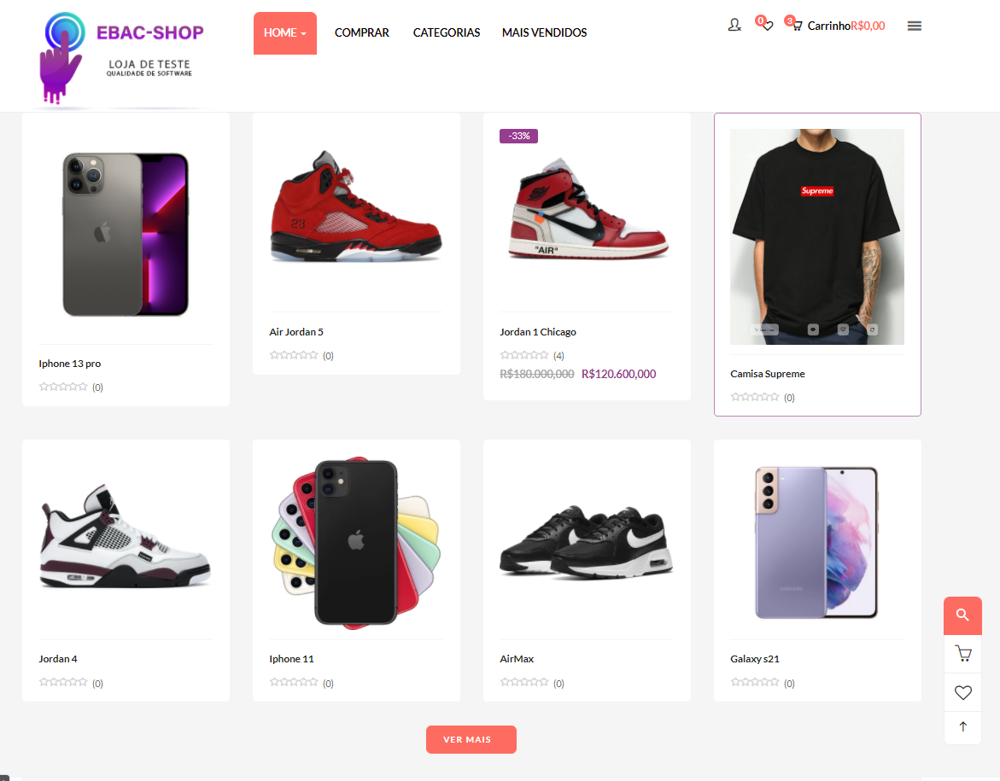 EBAC-SHOP
LOJA DE TESTE
QUALIDADE DE SOFTWARE
HOME
COMPRAR
CATEGORIAS
MAIS VENDIDOS
0
3
CarrinhoR$0,00
-33%
23
"AIR"
Supreme
Iphone 13 pro
(0)
Air Jordan 5
(0)
Jordan 1 Chicago
(4)
R$180.000,000 R$120.600,000
Camisa Supreme
(0)
SAMSUNG
Jordan 4
(0)
Iphone 11
(0)
AirMax
(0)
Galaxy s21
(0)
VER MAIS